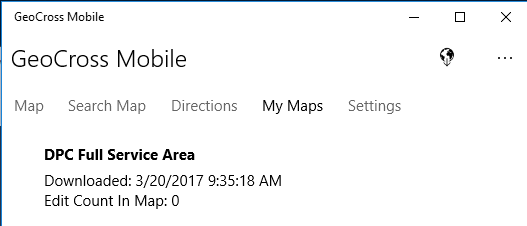 GeoCross Mobile
GeoCross Mobile
Map Search Map Directions My Maps Settings
DPC Full Service Area
Downloaded: 3/20/2017 9:35:18 AM
Edit Count In Map: 0